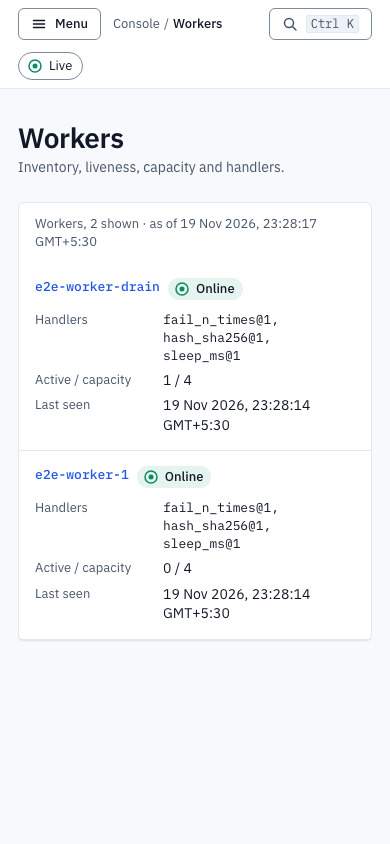 Menu
Console / Workers
Ctrl K
Live
Workers
Inventory, liveness, capacity and handlers.
Workers, 2 shown · as of 19 Nov 2026, 23:28:17
GMT+5:30
e2e-worker-drain
Online
Handlers
fail_n_times@1,
hash_sha256@1,
sleep_ms@1
Active / capacity
1 / 4
Last seen
19 Nov 2026, 23:28:14
GMT+5:30
e2e-worker-1
Online
Handlers
fail_n_times@1,
hash_sha256@1,
sleep_ms@1
Active / capacity
0 / 4
Last seen
19 Nov 2026, 23:28:14
GMT+5:30